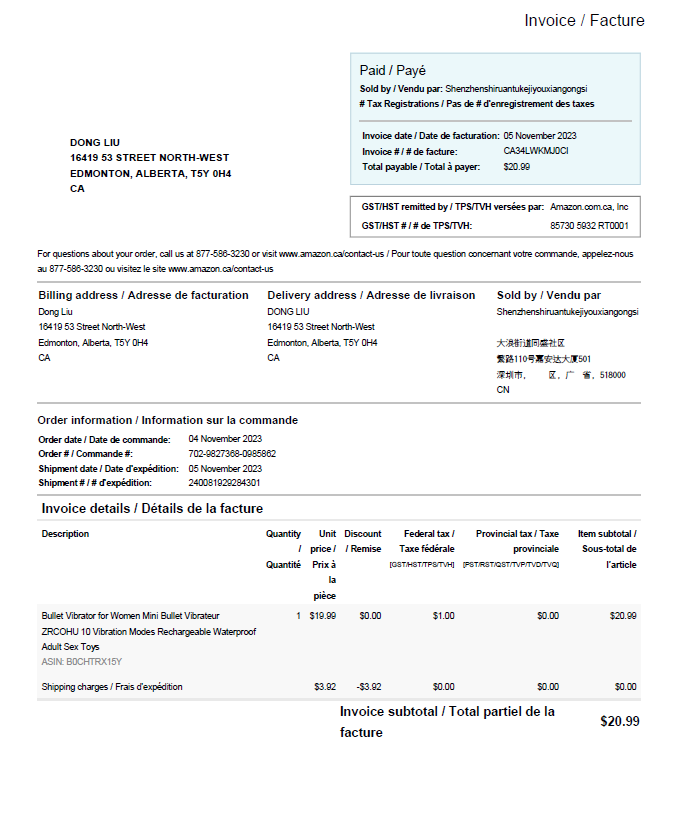 Invoice / Facture
Paid / Payé
Sold by / Vendu par: Shenzhenshiruantukejiyouxiangongsi
# Tax Registrations / Pas de # d'enregistrement des taxes
Invoice date / Date de facturation: 05 November 2023
Invoice # / # de facture: CA34LWKMJ0CI
Total payable / Total à payer: $20.99
DONG LIU
16419 53 STREET NORTH-WEST
EDMONTON, ALBERTA, T5Y 0H4
CA
GST/HST remitted by / TPS/TVH versées par: Amazon.com.ca, Inc
GST/HST # / # de TPS/TVH: 85730 5932 RT0001
For questions about your order, call us at 877-586-3230 or visit www.amazon.ca/contact-us / Pour toute question concernant votre commande, appelez-nous
au 877-586-3230 ou visitez le site www.amazon.ca/contact-us
Billing address / Adresse de facturation
Dong Liu
16419 53 Street North-West
Edmonton, Alberta, T5Y 0H4
CA
Delivery address / Adresse de livraison
DONG LIU
16419 53 Street North-West
Edmonton, Alberta, T5Y 0H4
CA
Sold by / Vendu par
Shenzhenshiruantukejiyouxiangongsi
大浪街道同盛社区
繁路110号嘉安达大厦501
深圳市, 区, 广 省, 518000
CN
Order information / Information sur la commande
Order date / Date de commande: 04 November 2023
Order # / Commande #: 702-9827368-0985862
Shipment date / Date d'expédition: 05 November 2023
Shipment # / # d'expédition: 240081929284301
Invoice details / Détails de la facture
Description
Quantity
/
Quantité
Unit
price /
Prix à
la
pièce
Discount
/ Remise
Federal tax /
Taxe fédérale
[GST/HST/TPS/TVH]
Provincial tax / Taxe
provinciale
[PST/RST/QST/TVP/TVD/TVQ]
Item subtotal /
Sous-total de
l'article
Bullet Vibrator for Women Mini Bullet Vibrateur 1 $19.99 $0.00 $1.00 $0.00 $20.99
ZRCOHU 10 Vibration Modes Rechargeable Waterproof
Adult Sex Toys
ASIN: B0CHTRX15Y
Shipping charges / Frais d'expédition $3.92 -$3.92 $0.00 $0.00 $0.00
Invoice subtotal / Total partiel de la
facture
$20.99